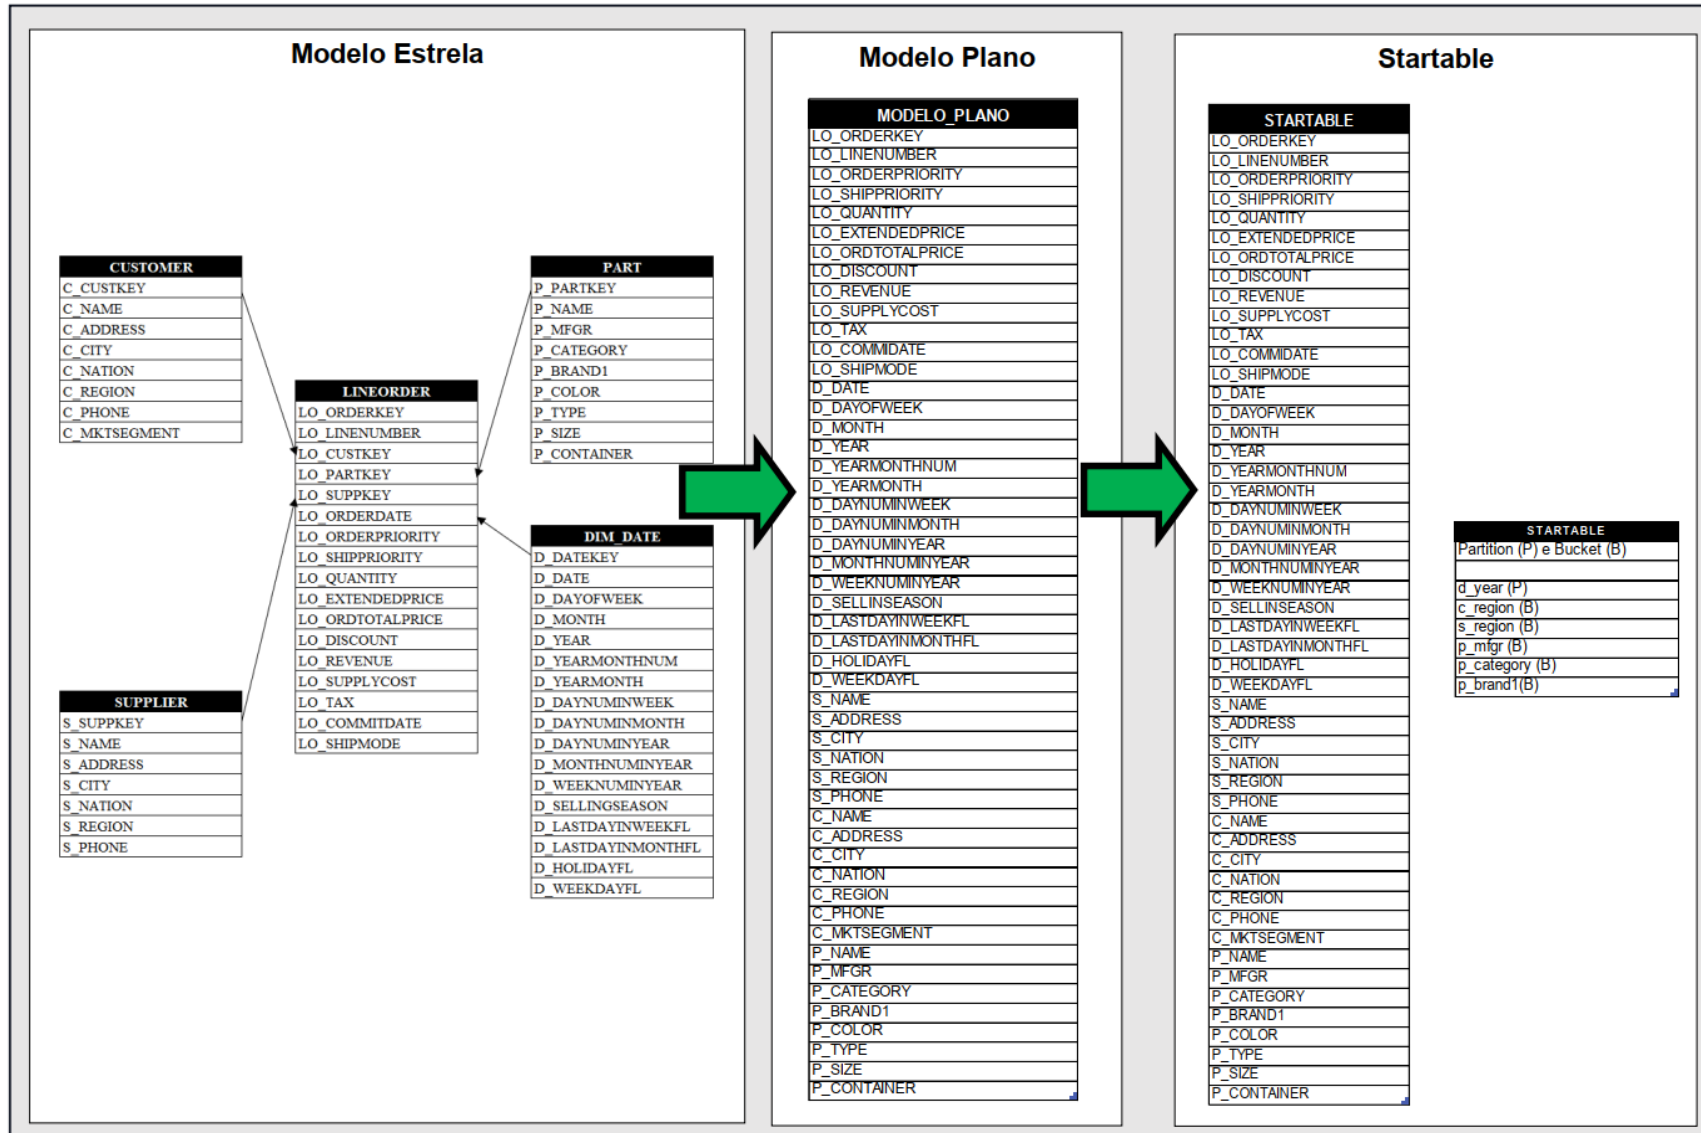 Modelo Estrela
CUSTOMER
C_CUSTKEY
C_NAME
C_ADDRESS
C_CITY
C_NATION
C_REGION
C_PHONE
C_MKTSEGMENT
SUPPLIER
S_SUPPKEY
S_NAME
S_ADDRESS
S_CITY
S_NATION
S_REGION
S_PHONE
LINEORDER
LO_ORDERKEY
LO_LINENUMBER
LO_CUSTKEY
LO_PARTKEY
LO_SUPPKEY
LO_ORDERDATE
LO_ORDERPRIORITY
LO_SHIPPRIORITY
LO_QUANTITY
LO_EXTENDEDPRICE
LO_ORDTOTALPRICE
LO_DISCOUNT
LO_REVENUE
LO_SUPPLYCOST
LO_TAX
LO_COMMITDATE
LO_SHIPMODE
PART
P_PARTKEY
P_NAME
P_MFGR
P_CATEGORY
P_BRAND1
P_COLOR
P_TYPE
P_SIZE
P_CONTAINER
DIM_DATE
D_DATEKEY
D_DATE
D_DAYOFWEEK
D_MONTH
D_YEAR
D_YEARMONTHNUM
D_YEARMONTH
D_DAYNUMINWEEK
D_DAYNUMINMONTH
D_DAYNUMINYEAR
D_MONTHNUMINYEAR
D_WEEKNUMINYEAR
D_SELLINGSEASON
D_LASTDAYINWEEKFL
D_LASTDAYINMONTHFL
D_HOLIDAYFL
D_WEEKDAYFL
Modelo Plano
MODELO_PLANO
LO_ORDERKEY
LO_LINENUMBER
LO_ORDERPRIORITY
LO_SHIPPRIORITY
LO_QUANTITY
LO_EXTENDEDPRICE
LO_ORDTOTALPRICE
LO_DISCOUNT
LO_REVENUE
LO_SUPPLYCOST
LO_TAX
LO_COMMIDATE
LO_SHIPMODE
D_DATE
D_DAYOFWEEK
D_MONTH
D_YEAR
D_YEARMONTHNUM
D_YEARMONTH
D_DAYNUMINWEEK
D_DAYNUMINMONTH
D_DAYNUMINYEAR
D_MONTHNUMINYEAR
D_WEEKNUMINYEAR
D_SELLINSEASON
D_LASTDAYINWEEKFL
D_LASTDAYINMONTHFL
D_HOLIDAYFL
D_WEEKDAYFL
S_NAME
S_ADDRESS
S_CITY
S_NATION
S_REGION
S_PHONE
C_NAME
C_ADDRESS
C_CITY
C_NATION
C_REGION
C_PHONE
C_MKTSEGMENT
P_NAME
P_MFGR
P_CATEGORY
P_BRAND1
P_COLOR
P_TYPE
P_SIZE
P_CONTAINER
Startable
STARTABLE
LO_ORDERKEY
LO_LINENUMBER
LO_ORDERPRIORITY
LO_SHIPPRIORITY
LO_QUANTITY
LO_EXTENDEDPRICE
LO_ORDTOTALPRICE
LO_DISCOUNT
LO_REVENUE
LO_SUPPLYCOST
LO_TAX
LO_COMMIDATE
LO_SHIPMODE
D_DATE
D_DAYOFWEEK
D_MONTH
D_YEAR
D_YEARMONTHNUM
D_YEARMONTH
D_DAYNUMINWEEK
D_DAYNUMINMONTH
D_DAYNUMINYEAR
D_MONTHNUMINYEAR
D_WEEKNUMINYEAR
D_SELLINSEASON
D_LASTDAYINWEEKFL
D_LASTDAYINMONTHFL
D_HOLIDAYFL
D_WEEKDAYFL
S_NAME
S_ADDRESS
S_CITY
S_NATION
S_REGION
S_PHONE
C_NAME
C_ADDRESS
C_CITY
C_NATION
C_REGION
C_PHONE
C_MKTSEGMENT
P_NAME
P_MFGR
P_CATEGORY
P_BRAND1
P_COLOR
P_TYPE
P_SIZE
P_CONTAINER
STARTABLE
Partition (P) e Bucket (B)
d_year (P)
c_region (B)
s_region (B)
p_mfgr (B)
p_category (B)
p_brand1(B)